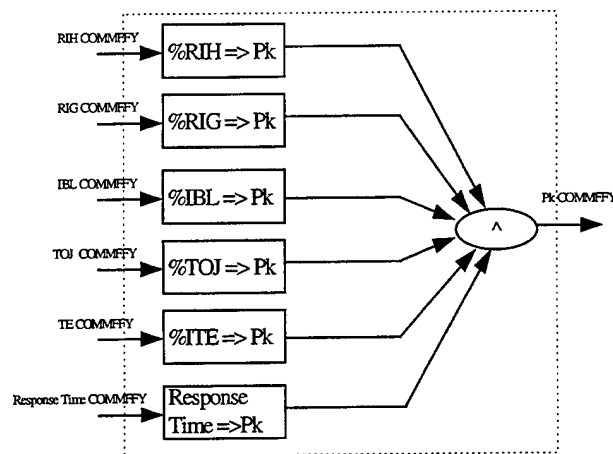 RIH COMMFFY
%RIH => Pk
RIG COMMFFY
%RIG => Pk
IBL COMMFFY
%IBL => Pk
Pk COMMFFY
^
TOJ COMMFFY
%TOJ => Pk
TE COMMFFY
%ITE => Pk
Response Time COMMFFY
Response
Time =>Pk